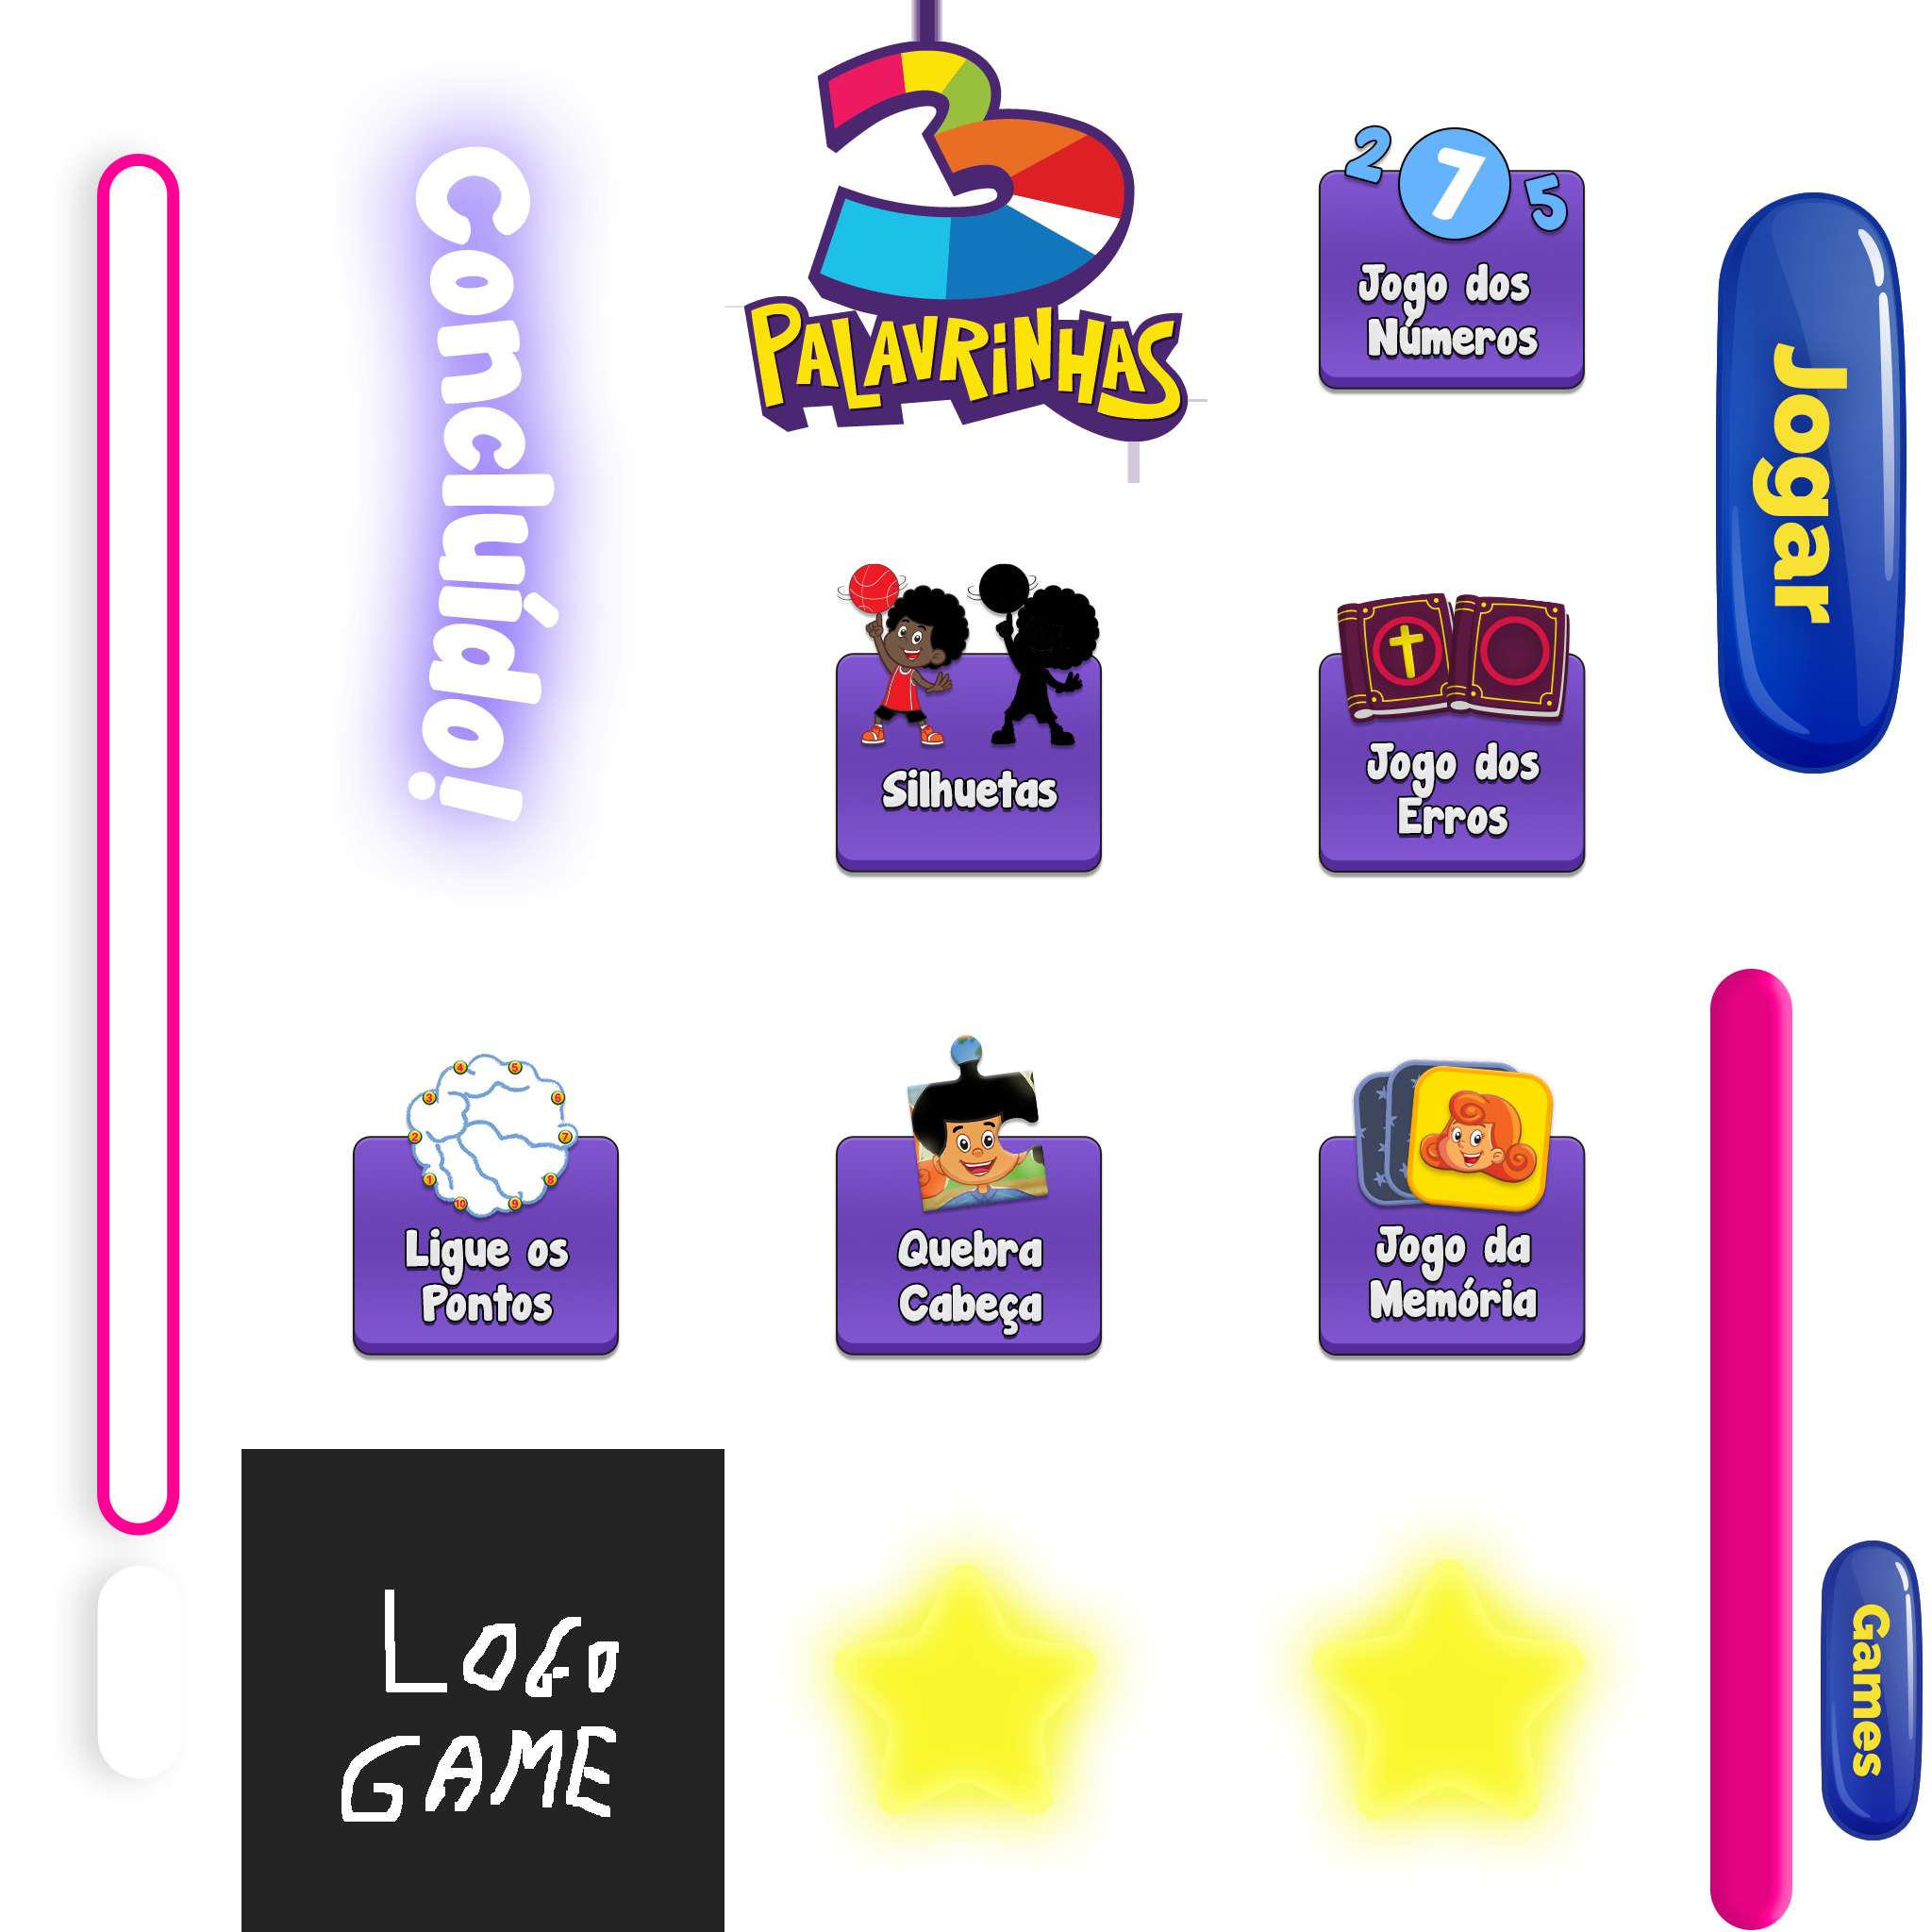 Concluído!
3
PALAVRINHAS
2 7 5
Jogo dos
Números
Jogar
Silhuetas
Jogo dos
Erros
4 5
3 6
2 7
1 8
10 9
Ligue os
Pontos
Quebra
Cabeça
Jogo da
Memória
LOGO
GAME
Games